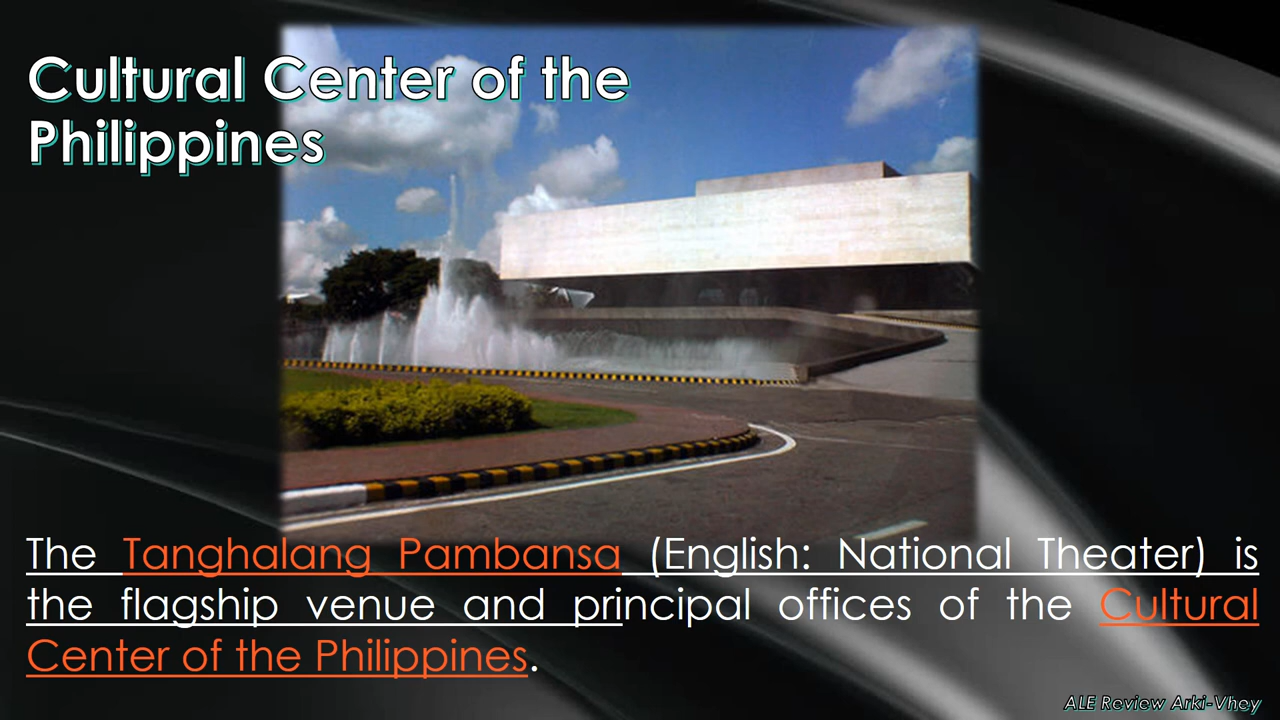 Cultural Center of the
Philippines
The Tanghalang Pambansa (English: National Theater) is
the flagship venue and principal offices of the Cultural
Center of the Philippines.
ALE Review Arki-Vhey